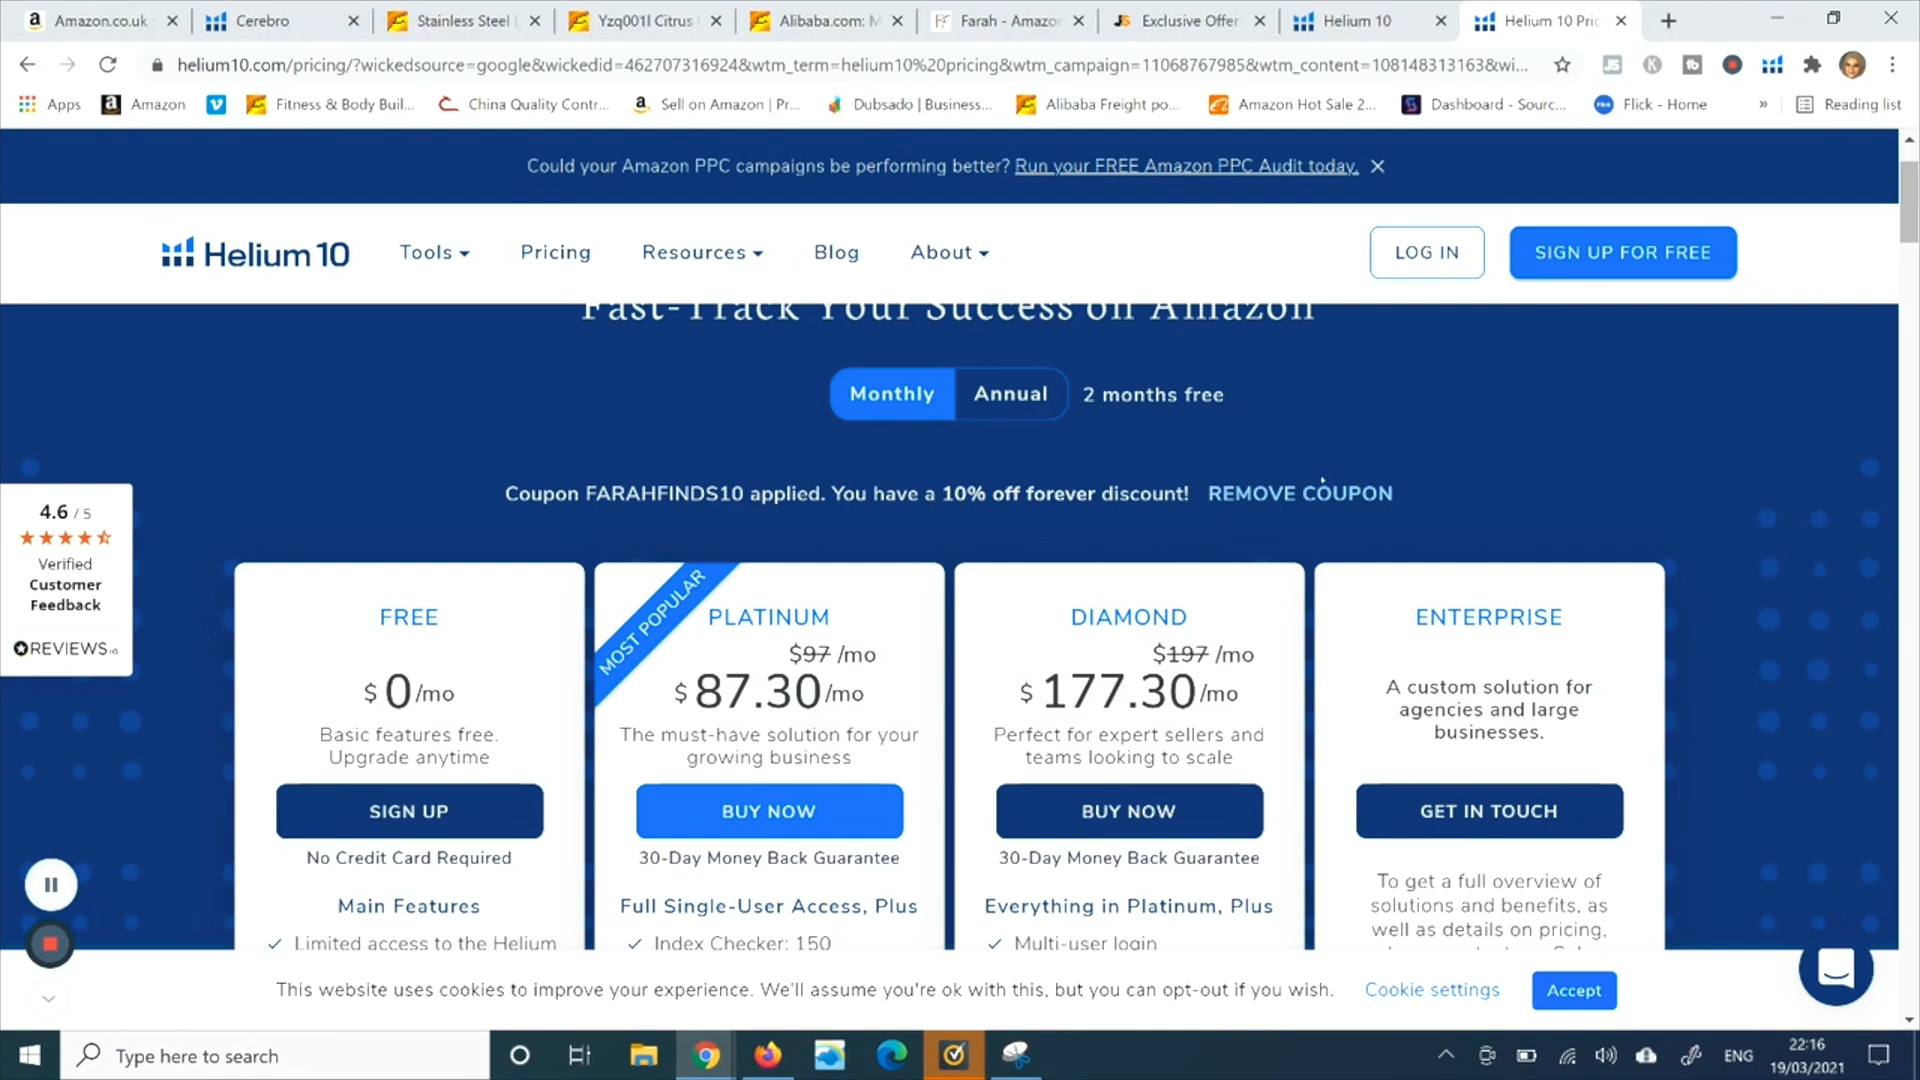 Amazon.co.uk
Cerebro
Stainless Steel
Yzq001l Citrus
Alibaba.com: M
Farah - Amazo
Exclusive Offer
Helium 10
Helium 10 Pric
helium10.com/pricing/?wickedsource=google&wickedid=462707316924&wtm_term=helium10%20pricing&wtm_campaign=11068767985&wtm_content=108148313163&wi...
Apps
Amazon
Fitness & Body Buil...
China Quality Contr...
Sell on Amazon | Pr...
Dubsado | Business...
Alibaba Freight po...
Amazon Hot Sale 2...
Dashboard - Sourc...
Flick - Home
»
Reading list
Could your Amazon PPC campaigns be performing better? Run your FREE Amazon PPC Audit today.
Helium 10
Tools
Pricing
Resources
Blog
About
LOG IN
SIGN UP FOR FREE
Fast-Track Your Success on Amazon
Monthly
Annual
2 months free
Coupon FARAHFINDS10 applied. You have a 10% off forever discount! REMOVE COUPON
4.6 / 5
Verified
Customer
Feedback
REVIEWS.io
FREE
$ 0 /mo
Basic features free.
Upgrade anytime
SIGN UP
No Credit Card Required
Main Features
Limited access to the Helium
MOST POPULAR
PLATINUM
$97 /mo
$ 87.30 /mo
The must-have solution for your
growing business
BUY NOW
30-Day Money Back Guarantee
Full Single-User Access, Plus
Index Checker: 150
DIAMOND
$197 /mo
$ 177.30 /mo
Perfect for expert sellers and
teams looking to scale
BUY NOW
30-Day Money Back Guarantee
Everything in Platinum, Plus
Multi-user login
ENTERPRISE
A custom solution for
agencies and large
businesses.
GET IN TOUCH
To get a full overview of
solutions and benefits, as
well as details on pricing,
This website uses cookies to improve your experience. We'll assume you're ok with this, but you can opt-out if you wish.
Cookie settings
Accept
Type here to search
ENG
22:16
19/03/2021